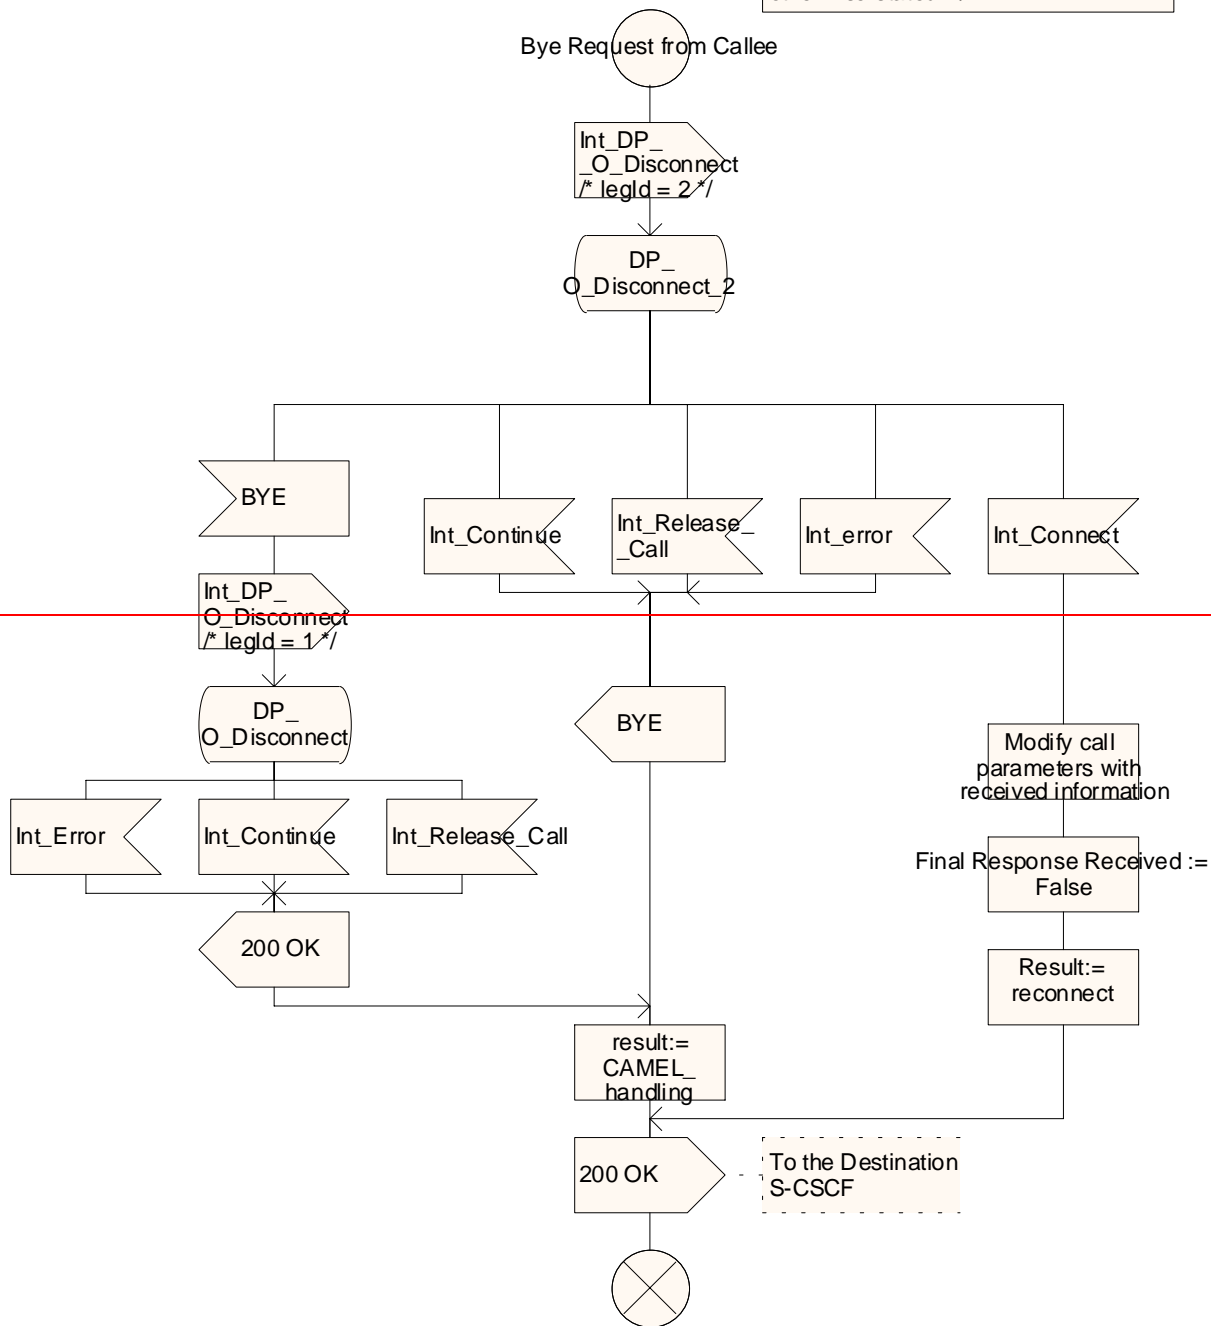 Bye Request from Callee
Int_DP_
_O_Disconnect
/* legId = 2 */
DP_
O_Disconnect_2
BYE
Int_Continue
Int_Release_
_Call
Int_error
Int_Connect
Int_DP_
O_Disconnect
/* legId = 1 */
DP_
O_Disconnect
BYE
Modify call
parameters with
received information
Int_Error
Int_Continue
Int_Release_Call
Final Response Received :=
False
200 OK
Result:=
reconnect
result:=
CAMEL_
handling
200 OK
To the Destination
S-CSCF